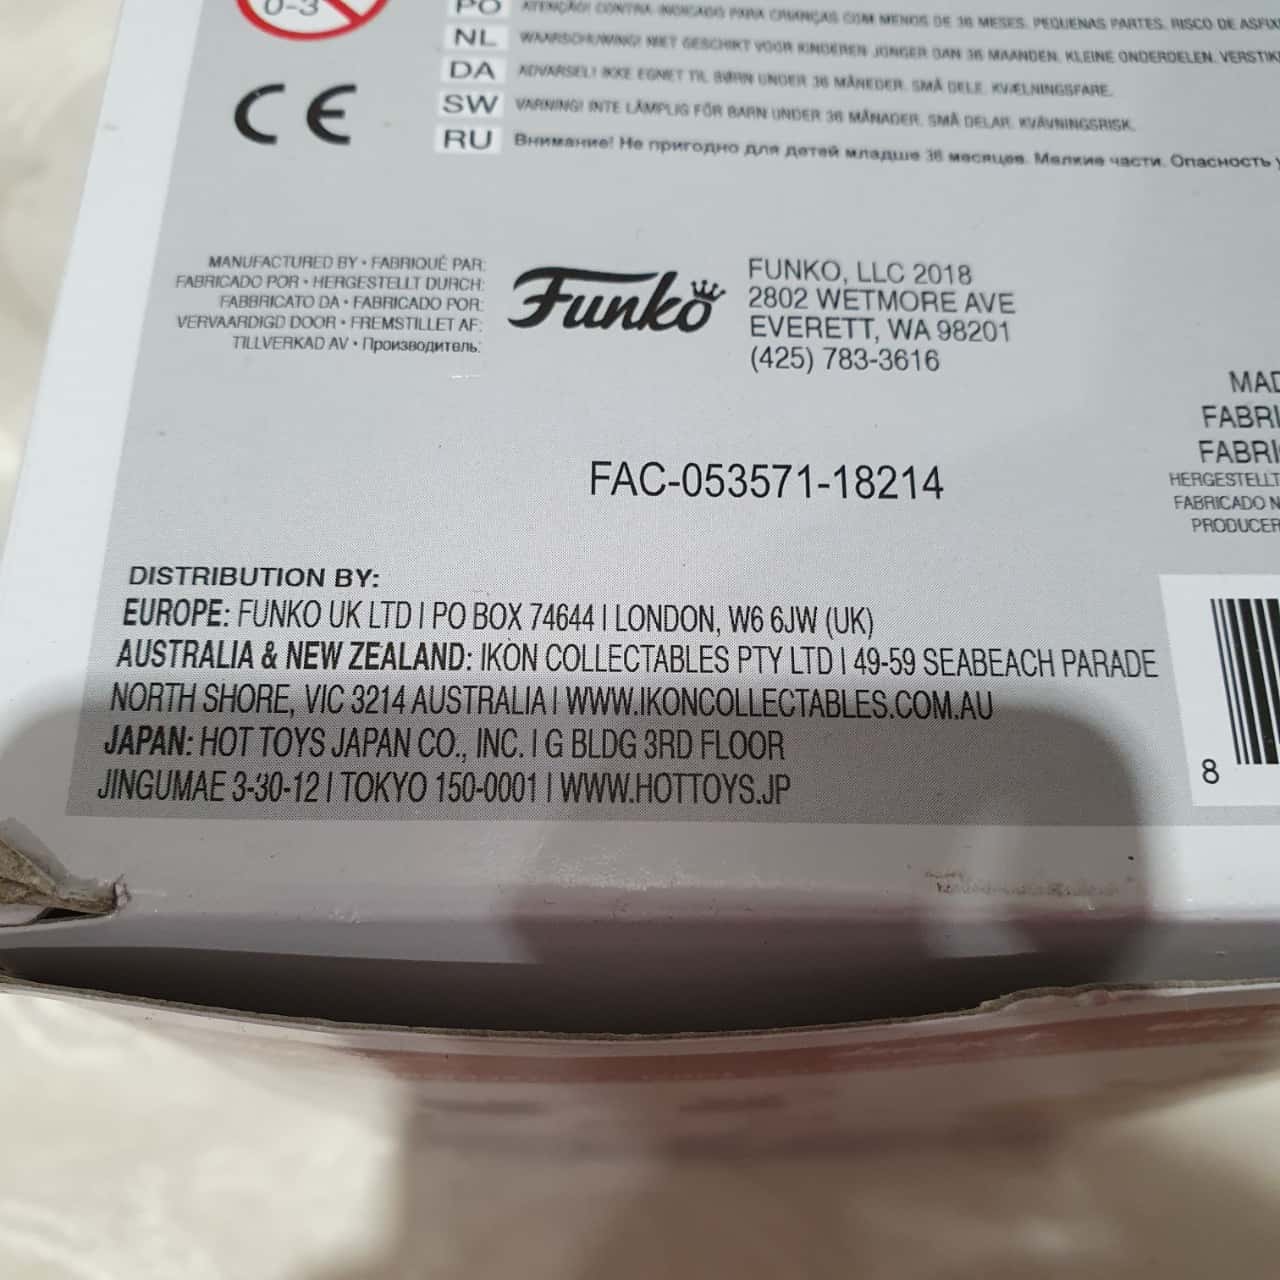 0-3
PO ATENÇÃO! CONTRA-INDICADO PARA CRIANÇAS COM MENOS DE 36 MESES. PEQUENAS PARTES. RISCO DE
NL WAARSCHUWING! NIET GESCHIKT VOOR KINDEREN JONGER DAN 36 MAANDEN. KLEINE ONDERDELEN.
DA ADVARSEL! IKKE EGNET TIL BØRN UNDER 36 MÅNEDER. SMÅ DELE. KVÆLNINGSFARE.
SW VARNING! INTE LÄMPLIG FÖR BARN UNDER 36 MÅNADER. SMÅ DELAR. KVÄVNINGSRISK.
RU Внимание! Не пригодно для детей младше 36 месяцев. Мелкие части. Опасность
CE
MANUFACTURED BY • FABRIQUÉ PAR:
FABRICADO POR • HERGESTELLT DURCH:
FABBRICATO DA • FABRICADO POR:
VERVAARDIGD DOOR • FREMSTILLET AF:
TILLVERKAD AV • Производитель:
Funko
FUNKO, LLC 2018
2802 WETMORE AVE
EVERETT, WA 98201
(425) 783-3616
MAD
FABRI
FABRI
HERGESTELLT
FABRICADO N
PRODUCER
FAC-053571-18214
DISTRIBUTION BY:
EUROPE: FUNKO UK LTD | PO BOX 74644 | LONDON, W6 6JW (UK)
AUSTRALIA & NEW ZEALAND: IKON COLLECTABLES PTY LTD | 49-59 SEABEACH PARADE
NORTH SHORE, VIC 3214 AUSTRALIA | WWW.IKONCOLLECTABLES.COM.AU
JAPAN: HOT TOYS JAPAN CO., INC. | G BLDG 3RD FLOOR
JINGUMAE 3-30-12 | TOKYO 150-0001 | WWW.HOTTOYS.JP
8